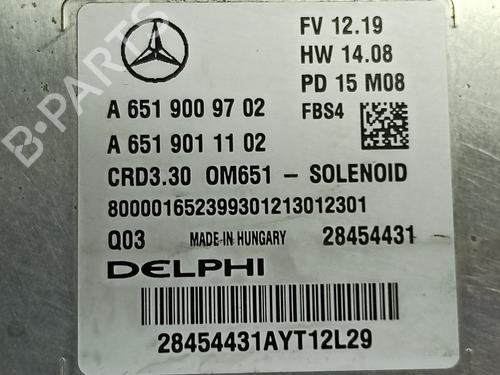 FV 12.19
HW 14.08
PD 15 M08
A 651 900 97 02
FBS4
A 651 901 11 02
CRD3.30 OM651 - SOLENOID
800001652399301213012301
Q03 MADE IN HUNGARY 28454431
DELPHI
28454431AYT12L29
B-PARTS